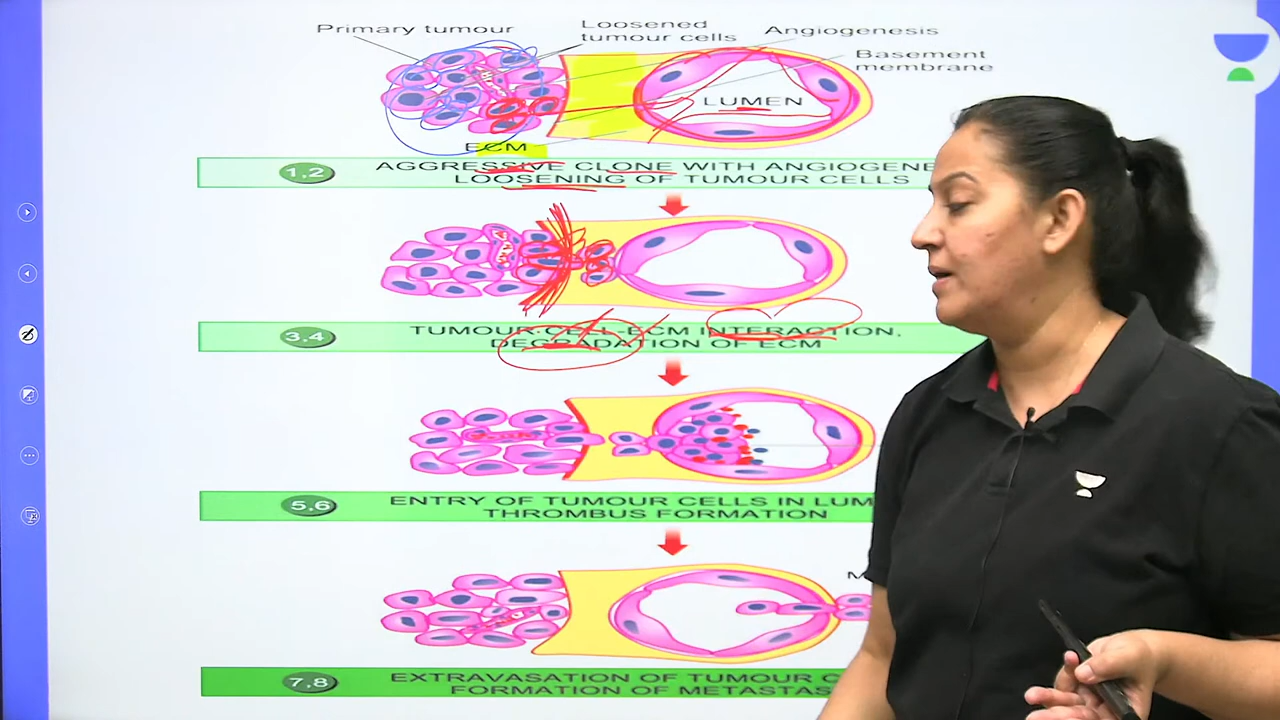 Primary tumour
Loosened
tumour cells
Angiogenesis
Basement
membrane
LUMEN
ECM
1,2
AGGRESSIVE CLONE WITH ANGIOGENE
LOOSENING OF TUMOUR CELLS
3,4
TUMOUR CELL-ECM INTERACTION,
DEGRADATION OF ECM
5,6
ENTRY OF TUMOUR CELLS IN LUM
THROMBUS FORMATION
M
7,8
EXTRAVASATION OF TUMOUR C
FORMATION OF METASTAS